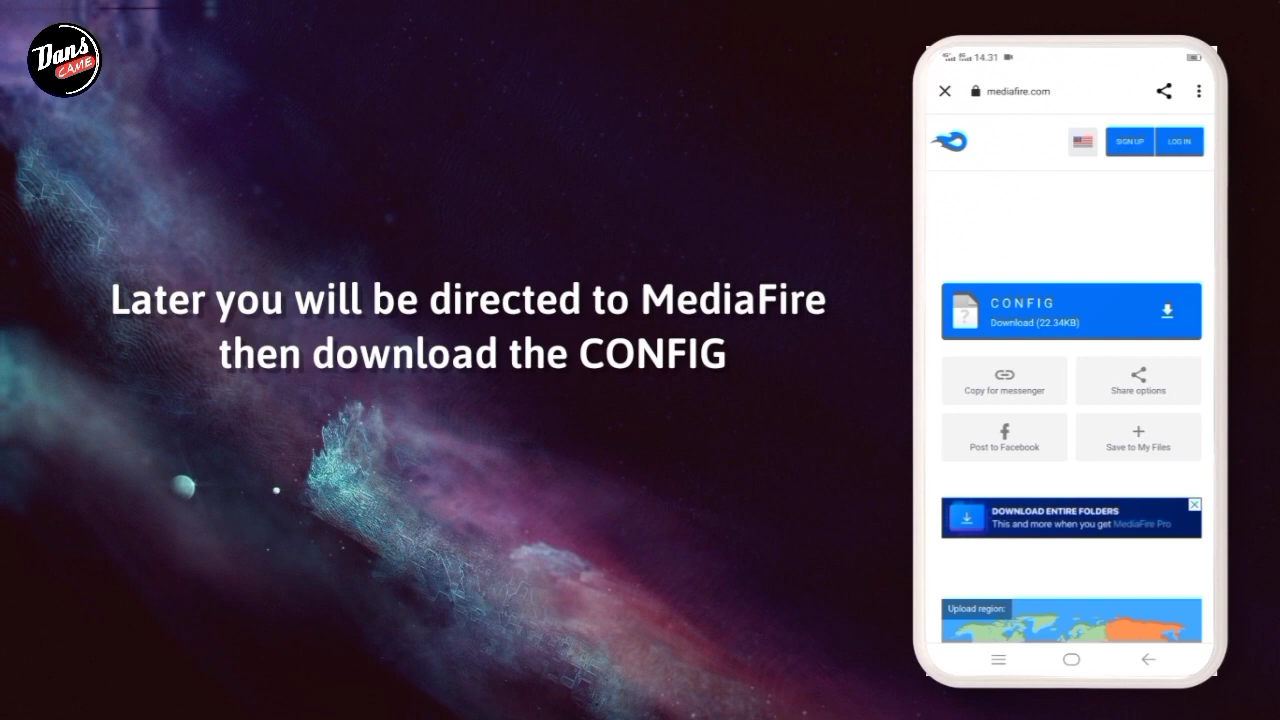 Dans
CAME
Later you will be directed to MediaFire
then download the CONFIG
14.31
mediafire.com
SIGN UP
LOG IN
CONFIG
Download (22.34KB)
Copy for messenger
Share options
Post to Facebook
Save to My Files
DOWNLOAD ENTIRE FOLDERS
This and more when you get MediaFire Pro
Upload region: